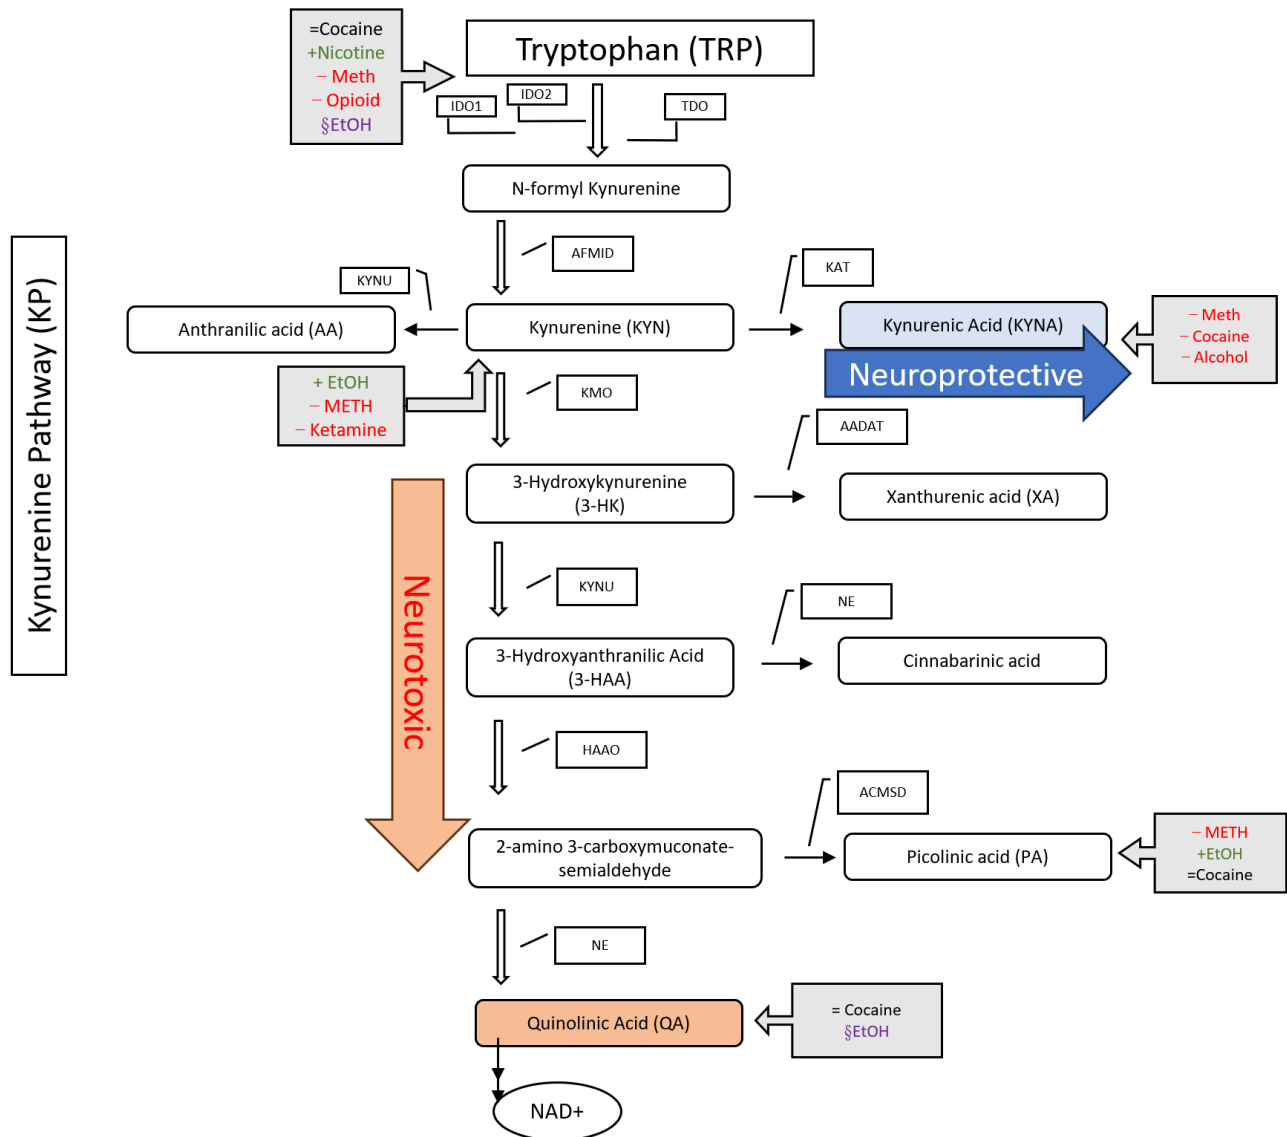 =Cocaine
+Nicotine
– Meth
– Opioid
§EtOH
Tryptophan (TRP)
IDO1
IDO2
TDO
N-formyl Kynurenine
AFMID
KYNU
KAT
Kynurenine Pathway (KP)
Anthranilic acid (AA)
Kynurenine (KYN)
Kynurenic Acid (KYNA)
– Meth
– Cocaine
– Alcohol
Neuroprotective
+ EtOH
– METH
– Ketamine
KMO
AADAT
3-Hydroxykynurenine
(3-HK)
Xanthurenic acid (XA)
Neurotoxic
KYNU
NE
3-Hydroxyanthranilic Acid
(3-HAA)
Cinnabarinic acid
HAAO
ACMSD
2-amino 3-carboxymuconate-
semialdehyde
Picolinic acid (PA)
– METH
+EtOH
=Cocaine
NE
Quinolinic Acid (QA)
= Cocaine
§EtOH
NAD+